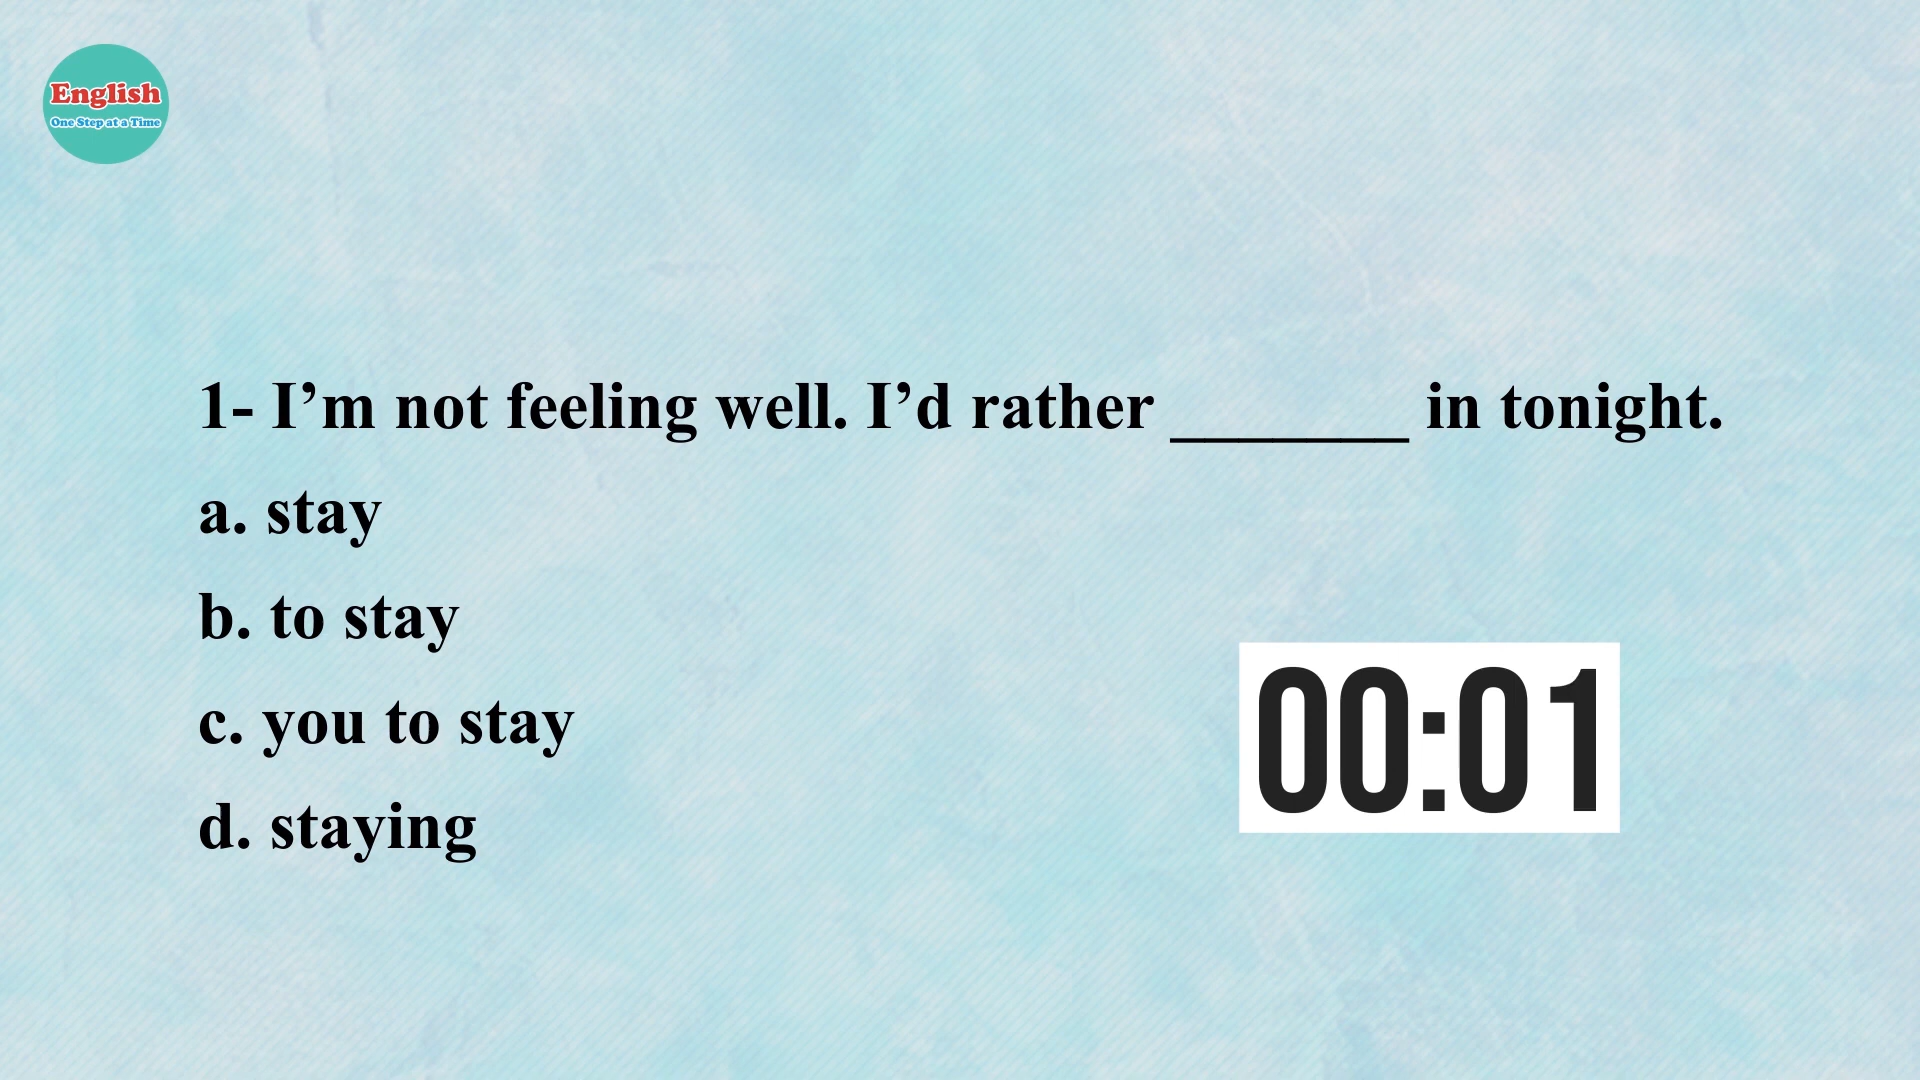 English
One Step at a Time
1- I’m not feeling well. I’d rather _______ in tonight.
a. stay
b. to stay
c. you to stay
d. staying
00:01